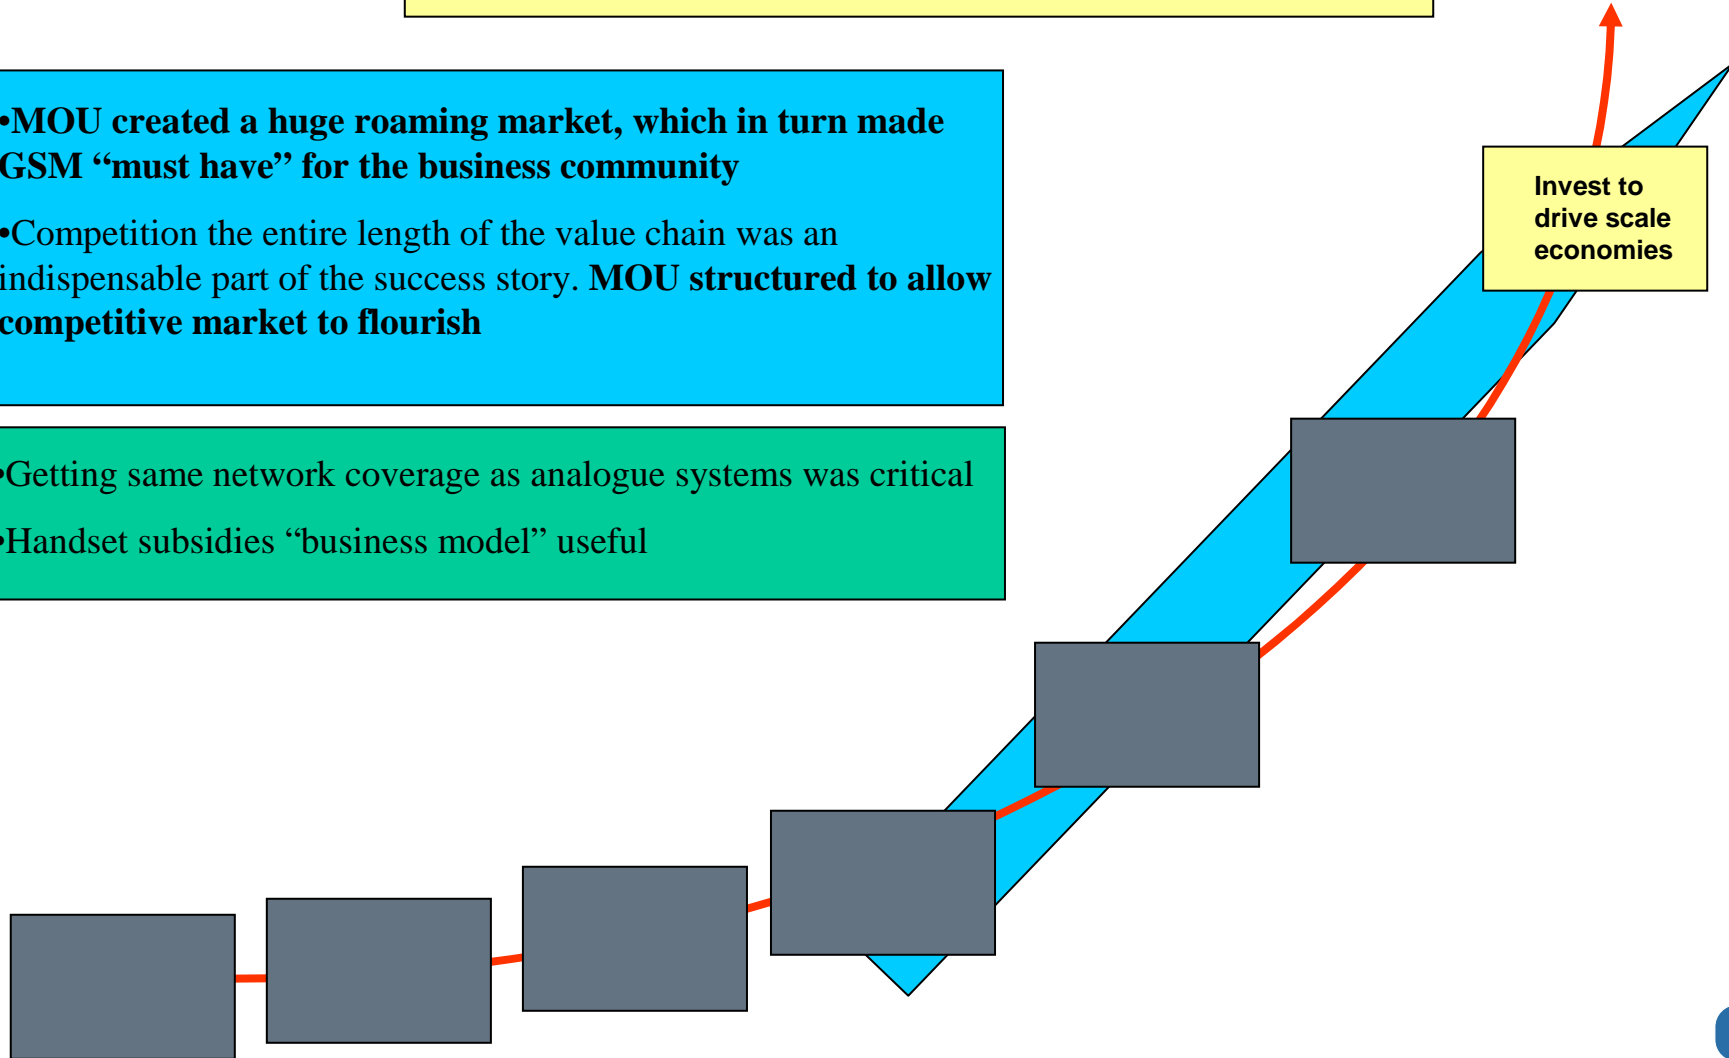 •MOU created a huge roaming market, which in turn made
GSM “must have” for the business community
•Competition the entire length of the value chain was an
indispensable part of the success story. MOU structured to allow
competitive market to flourish
•Getting same network coverage as analogue systems was critical
•Handset subsidies “business model” useful
Invest to
drive scale
economies